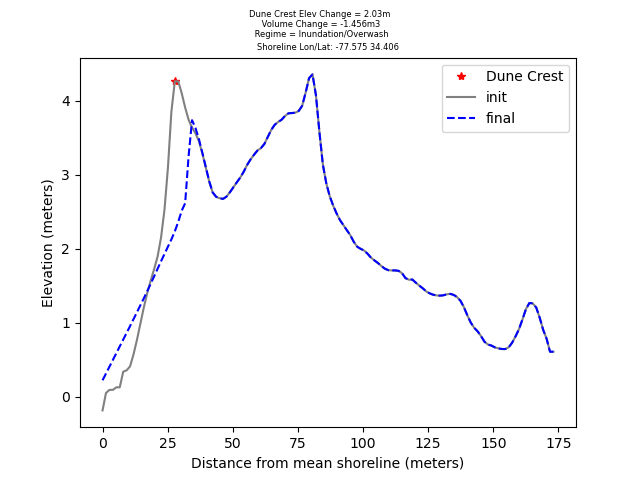 Dune Crest Elev Change = 2.03m
Volume Change = -1.456m3
Regime = Inundation/Overwash
Shoreline Lon/Lat: -77.575 34.406
Dune Crest
init
final
Elevation (meters)
4
3
2
1
0
0 25 50 75 100 125 150 175
Distance from mean shoreline (meters)